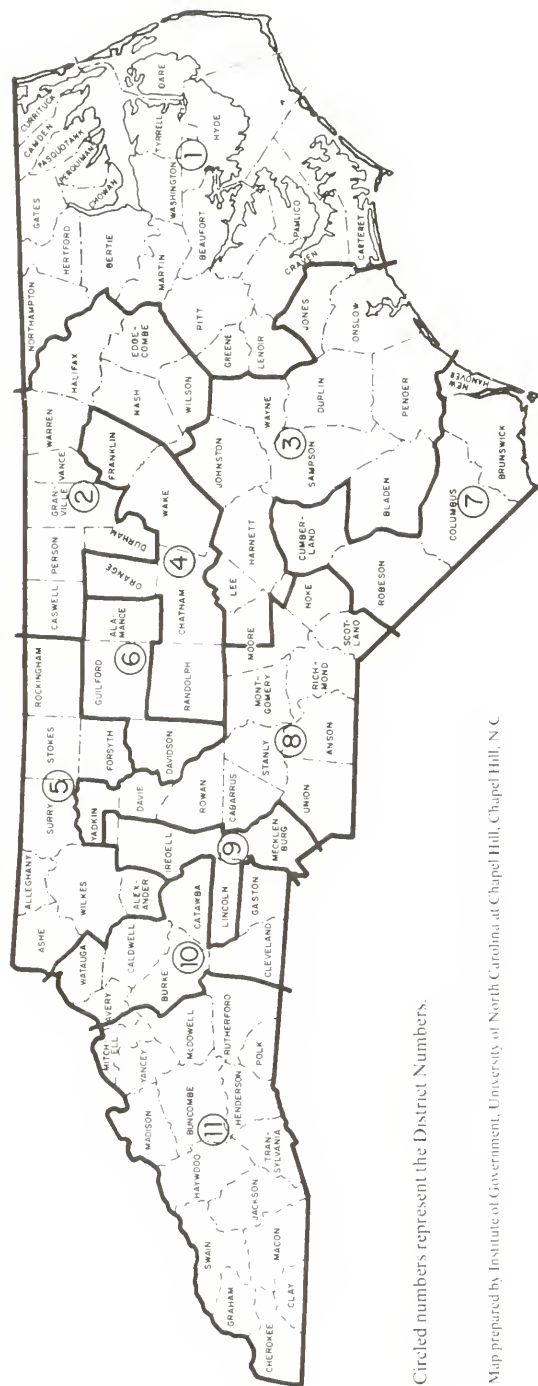 CURRITUCK
CAMDEN
PASQUOTANK
PERQUIMANS
CHOWAN
GATES
HERTFORD
NORTHAMPTON
BERTIE
WASHINGTON
TYRRELL
DARE
HYDE
1
BEAUFORT
MARTIN
PITT
GREENE
LENOIR
CRAVEN
PAMLICO
CARTERET
JONES
HALIFAX
EDGE-
COMBE
NASH
WILSON
WARREN
VANCE
GRAN-
VILLE
2
FRANKLIN
PERSON
CASWELL
DURHAM
ORANGE
WAKE
4
CHATHAM
RANDOLPH
JOHNSTON
WAYNE
3
SAMPSON
DUPLIN
ONSLOW
PENDER
HARNETT
LEE
MOORE
BLADEN
CUMBER-
LAND
NEW
HANOVER
BRUNSWICK
COLUMBUS
7
ROBESON
HOKE
SCOT-
LAND
RICH-
MOND
MONT-
GOMERY
STANLY
8
ANSON
UNION
CABARRUS
ROWAN
DAVIE
YADKIN
ROCKINGHAM
STOKES
SURRY
5
FORSYTH
DAVIDSON
GUILFORD
ALA-
MANCE
6
ALLEGHANY
ASHE
WILKES
ALEX-
ANDER
IREDELL
9
LINCOLN
MECKLEN
BURG
WATAUGA
AVERY
CALDWELL
BURKE
10
CATAWBA
GASTON
CLEVELAND
MITCH
ELL
YANCEY
McDOWELL
RUTHERFORD
POLK
MADISON
BUNCOMBE
11
HENDERSON
HAYWOOD
TRAN-
SYLVANIA
JACKSON
SWAIN
MACON
GRAHAM
CLAY
CHEROKEE
Circled numbers represent the District Numbers.
Map prepared by Institute of Government, University of North Carolina at Chapel Hill, Chapel Hill, N C